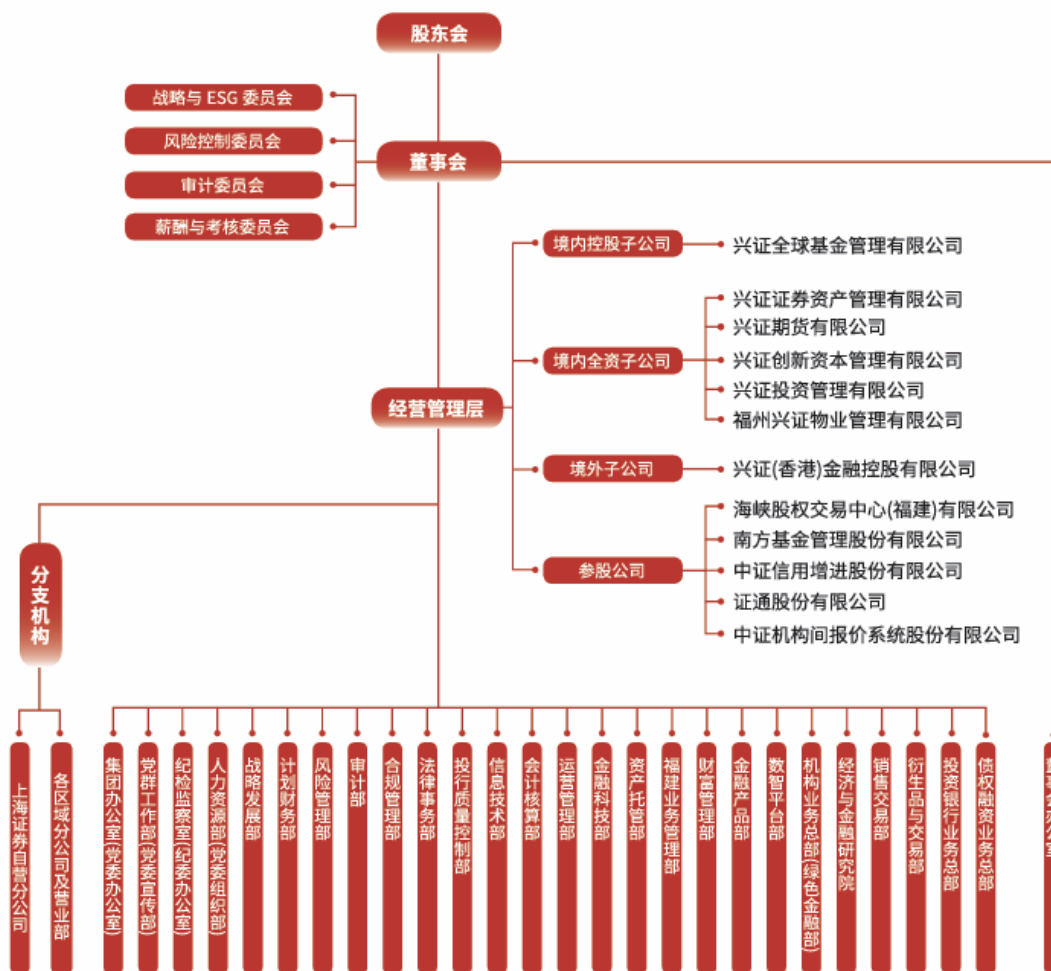 股东会
战略与 ESG 委员会
风险控制委员会
董事会
审计委员会
薪酬与考核委员会
境内控股子公司
兴证全球基金管理有限公司
境内全资子公司
兴证证券资产管理有限公司
兴证期货有限公司
兴证创新资本管理有限公司
兴证投资管理有限公司
福州兴证物业管理有限公司
经营管理层
境外子公司
兴证(香港)金融控股有限公司
参股公司
海峡股权交易中心(福建)有限公司
南方基金管理股份有限公司
中证信用增进股份有限公司
证通股份有限公司
中证机构间报价系统股份有限公司
分支机构
上海证券自营分公司
各区域分公司及营业部
集团办公室(党委办公室)
党群工作部(党委宣传部)
纪检监察室(纪委办公室)
人力资源部(党委组织部)
战略发展部
计划财务部
风险管理部
审计部
合规管理部
法律事务部
投行质量控制部
信息技术部
会计核算部
运营管理部
金融科技部
资产托管部
福建业务管理部
财富管理部
金融产品部
数智平台部
机构业务总部(绿色金融部)
经济与金融研究院
销售交易部
衍生品与交易部
投资银行业务总部
债权融资业务总部